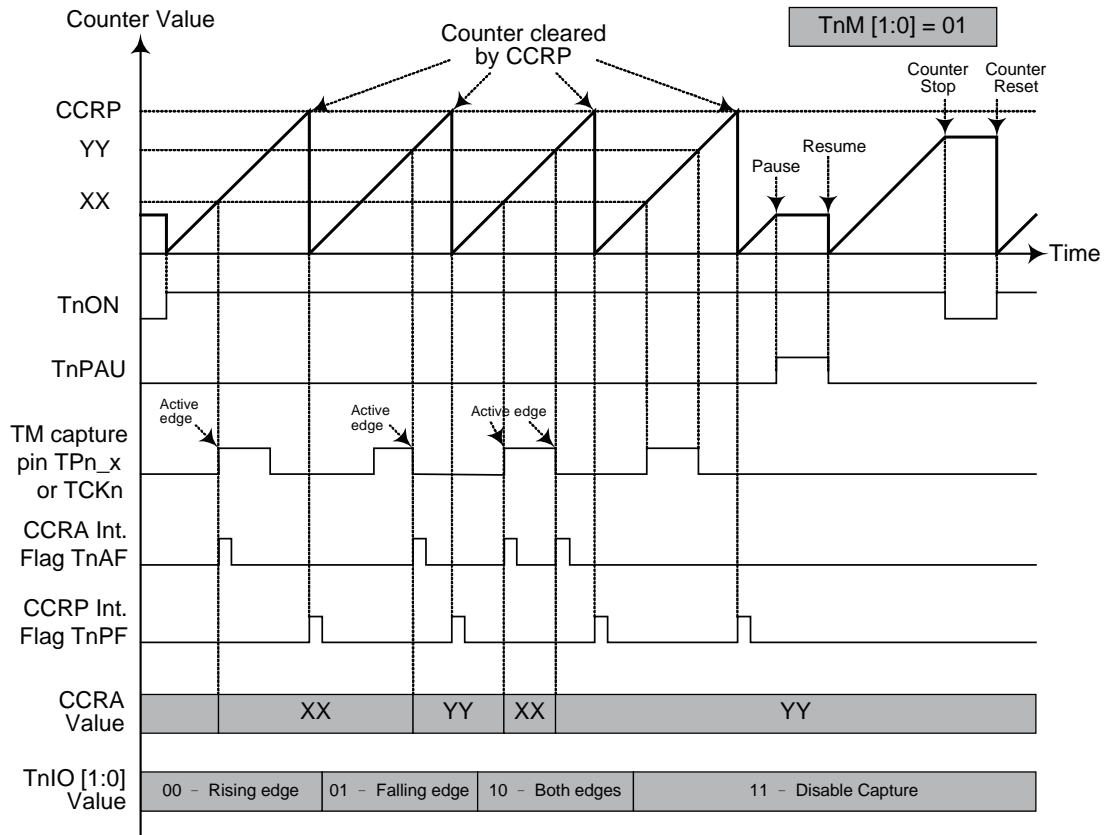 Counter Value
TnM [1:0] = 01
Counter cleared
by CCRP
Counter
Stop
Counter
Reset
CCRP
YY
XX
Pause
Resume
Time
TnON
TnPAU
Active
edge
Active
edge
Active edge
TM capture
pin TPn_x
or TCKn
CCRA Int.
Flag TnAF
CCRP Int.
Flag TnPF
CCRA
Value
XX
YY
XX
YY
TnIO [1:0]
Value
00 – Rising edge
01 – Falling edge
10 – Both edges
11 – Disable Capture